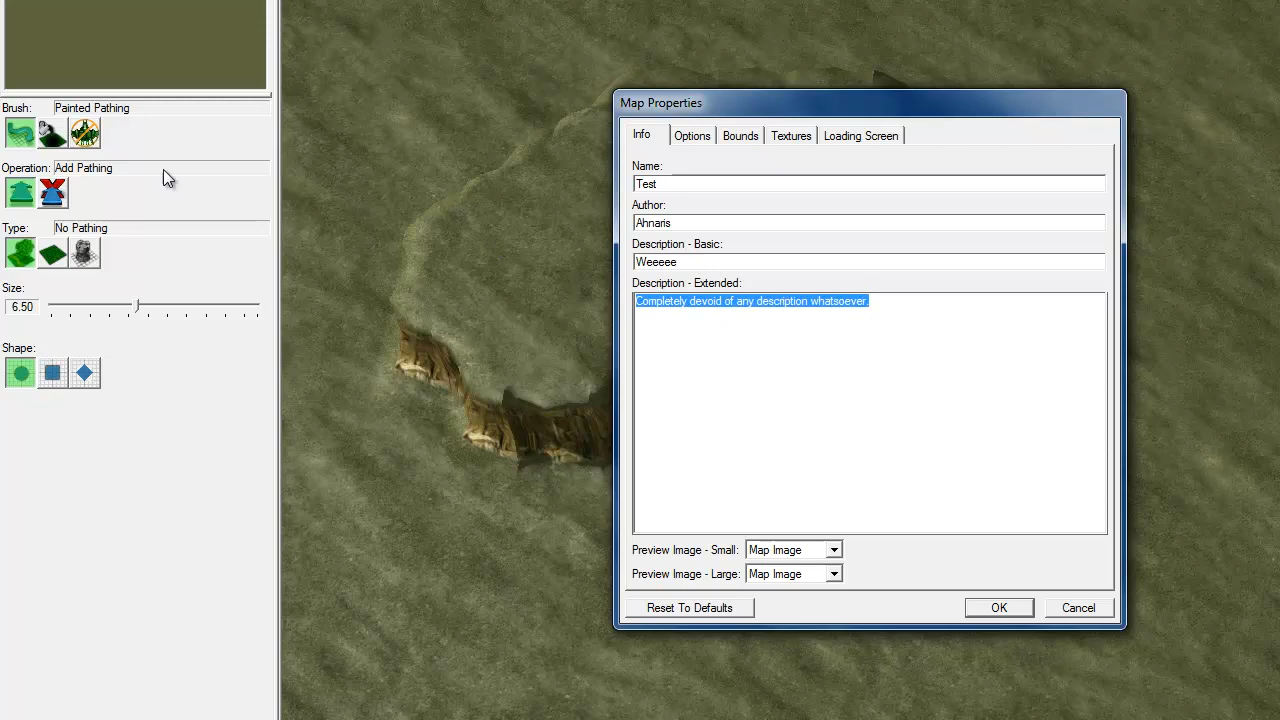 Brush: Painted Pathing
Operation: Add Pathing
Type: No Pathing
Size:
6.50
Shape:
Map Properties
Info Options Bounds Textures Loading Screen
Name:
Test
Author:
Ahnaris
Description - Basic:
Weeeee
Description - Extended:
Completely devoid of any description whatsoever.
Preview Image - Small: Map Image
Preview Image - Large: Map Image
Reset To Defaults OK Cancel